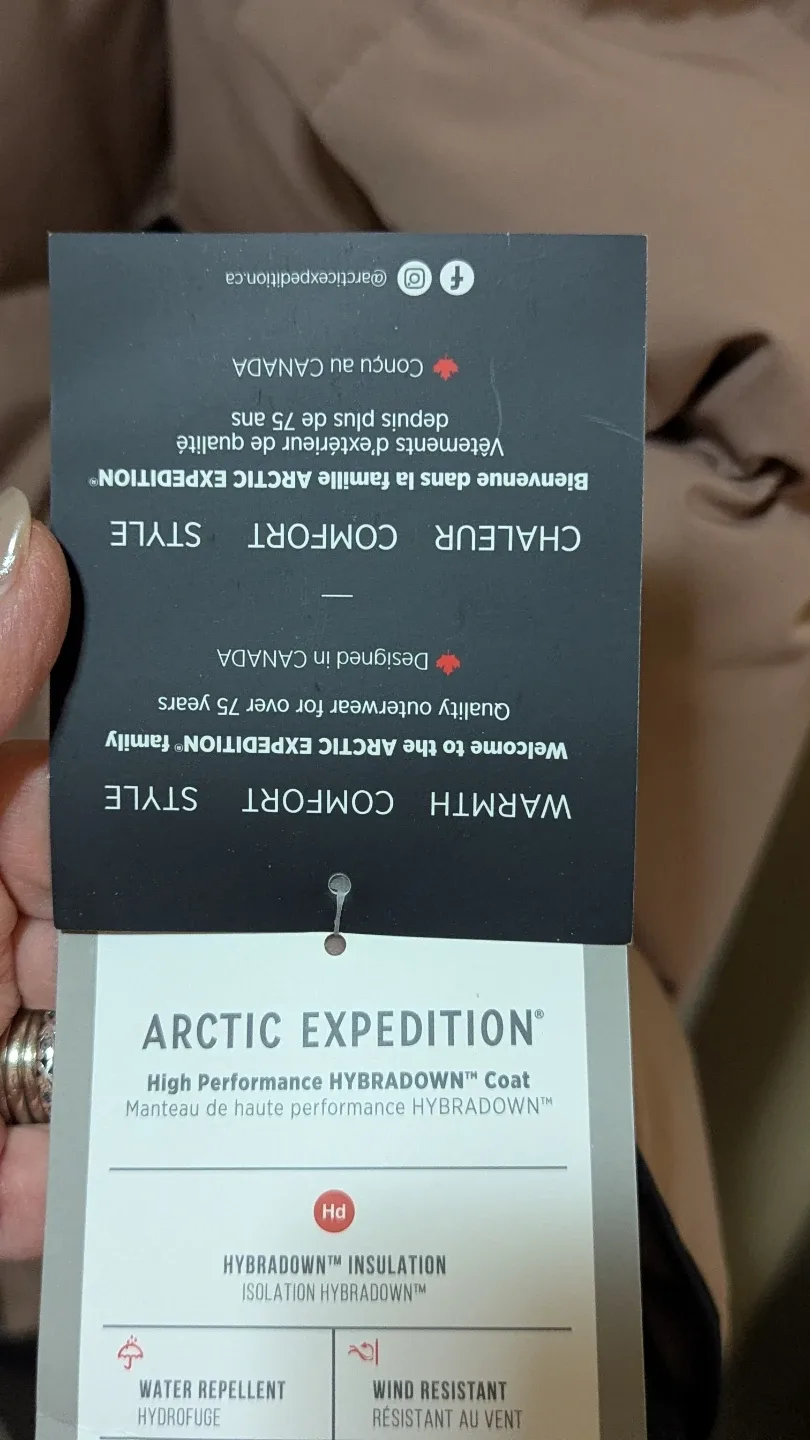 WARMTH COMFORT STYLE
Welcome to the ARCTIC EXPEDITION® family
Quality outerwear for over 75 years
Designed in CANADA
—
CHALEUR COMFORT STYLE
Bienvenue dans la famille ARCTIC EXPEDITION®
Vêtements d'extérieur de qualité
depuis plus de 75 ans
Conçu au CANADA
@arcticexpedition.ca
ARCTIC EXPEDITION®
High Performance HYBRADOWN™ Coat
Manteau de haute performance HYBRADOWN™
Hd
HYBRADOWN™ INSULATION
ISOLATION HYBRADOWN™
WATER REPELLENT
HYDROFUGE
WIND RESISTANT
RÉSISTANT AU VENT